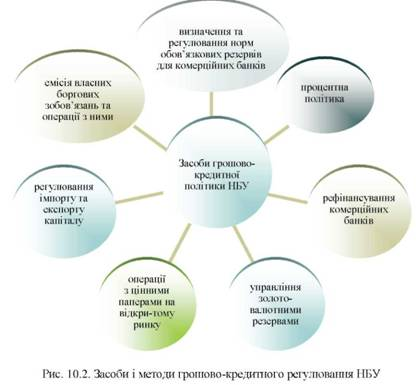 визначення та
регулювання норм
обов'язкових резервів
для комерційних банків
емісія власних
боргових
зобов'язань та
операції з ними
процентна
політика
Засоби грошово-
кредитної
політики НБУ
регулювання
імпорту та
експорту
капіталу
рефінансування
комерційних
банків
операції
з цінними
паперами на
відкри-тому
ринку
управління
золото-
валютними
резервами
Рис. 10.2. Засоби і методи грошово-кредитного регулювання НБУ